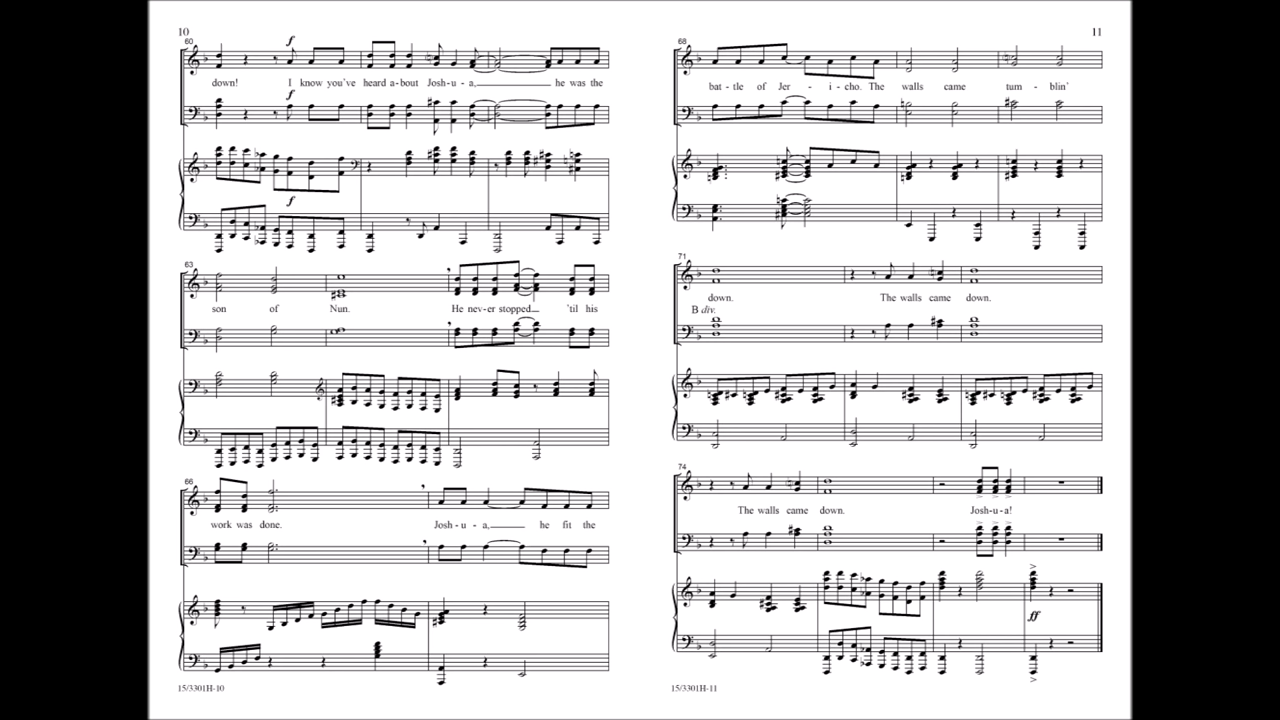 10
60
f
down! I know you've heard a-bout Josh-u-a, he was the
f
f
63
son of Nun. He nev-er stopped 'til his
66
work was done. Josh-u-a, he fit the
15/3301H-10
11
68
bat-tle of Jer-i-cho. The walls came tum-blin'
71
down. The walls came down.
B div.
74
The walls came down. Josh-u-a!
ff
15/3301H-11